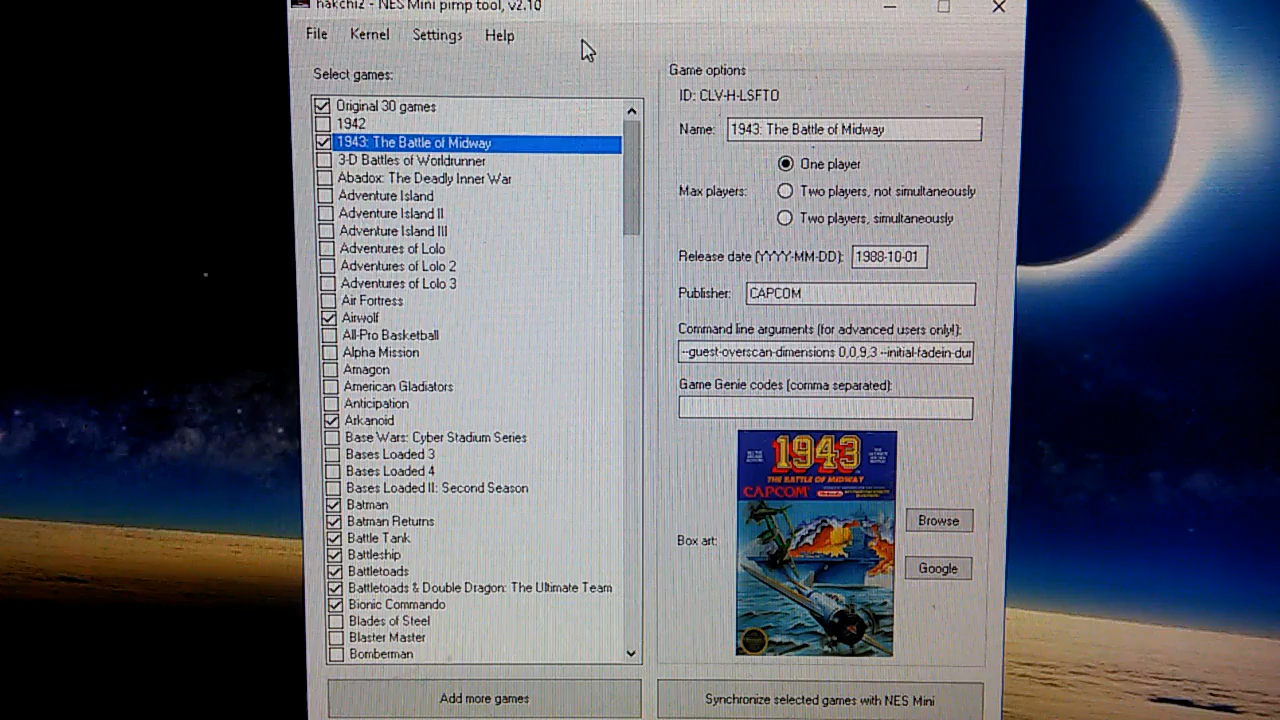 hakchi2 - NES Mini pimp tool, v2.10
File Kernel Settings Help
Select games:
Original 30 games
1942
1943: The Battle of Midway
3-D Battles of Worldrunner
Abadox: The Deadly Inner War
Adventure Island
Adventure Island II
Adventure Island III
Adventures of Lolo
Adventures of Lolo 2
Adventures of Lolo 3
Air Fortress
Airwolf
All-Pro Basketball
Alpha Mission
Amagon
American Gladiators
Anticipation
Arkanoid
Base Wars: Cyber Stadium Series
Bases Loaded 3
Bases Loaded 4
Bases Loaded II: Second Season
Batman
Batman Returns
Battle Tank
Battleship
Battletoads
Battletoads & Double Dragon: The Ultimate Team
Bionic Commando
Blades of Steel
Blaster Master
Bomberman
Add more games
Game options
ID: CLV-H-LSFTO
Name: 1943: The Battle of Midway
One player
Max players: Two players, not simultaneously
Two players, simultaneously
Release date (YYYY-MM-DD): 1988-10-01
Publisher: CAPCOM
Command line arguments (for advanced users only!):
--guest-overscan-dimensions 0,0,9,3 --initial-fadein-dur
Game Genie codes (comma separated):
1943
THE BATTLE OF MIDWAY
CAPCOM
Box art:
Browse
Google
Synchronize selected games with NES Mini